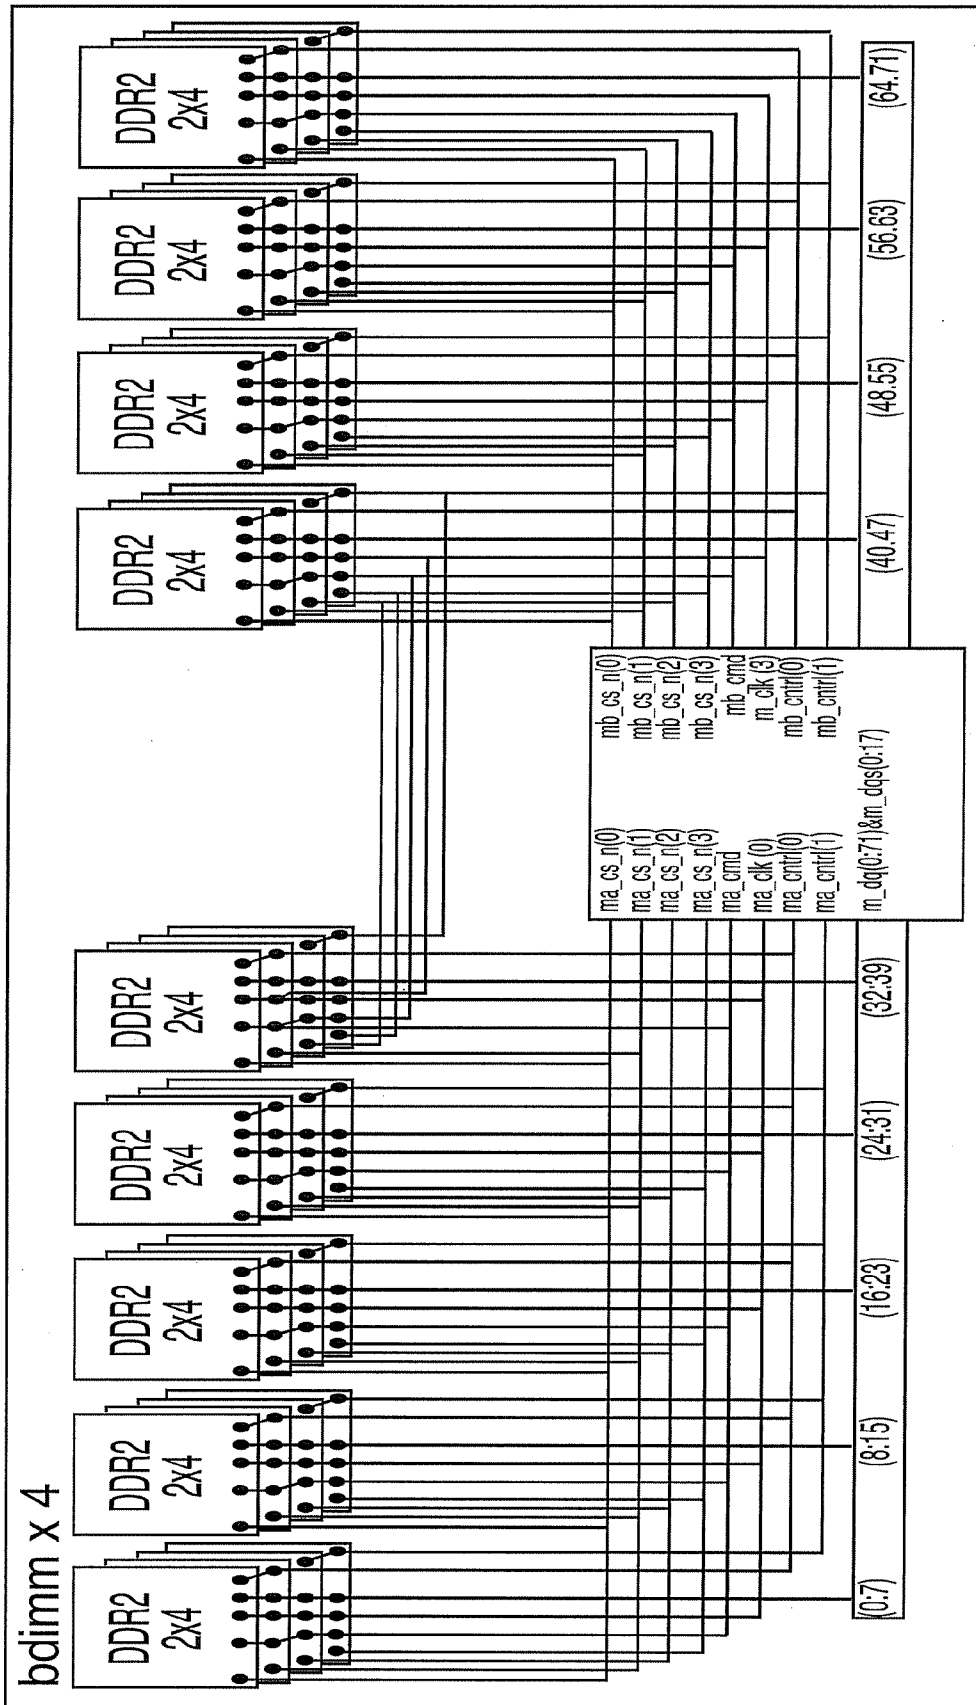 bdimm x 4
DDR2
2x4
DDR2
2x4
DDR2
2x4
DDR2
2x4
DDR2
2x4
DDR2
2x4
DDR2
2x4
DDR2
2x4
DDR2
2x4
ma_cs_n(0)
ma_cs_n(1)
ma_cs_n(2)
ma_cs_n(3)
ma_cmd
ma_clk (0)
ma_cntrl(0)
ma_cntrl(1)
mb_cs_n(0)
mb_cs_n(1)
mb_cs_n(2)
mb_cs_n(3)
mb_cmd
m_clk (3)
mb_cntrl(0)
mb_cntrl(1)
m_dq(0:71)&m_dqs(0:17)
(0:7)
(8:15)
(16:23)
(24:31)
(32:39)
(40.47)
(48.55)
(56.63)
(64.71)